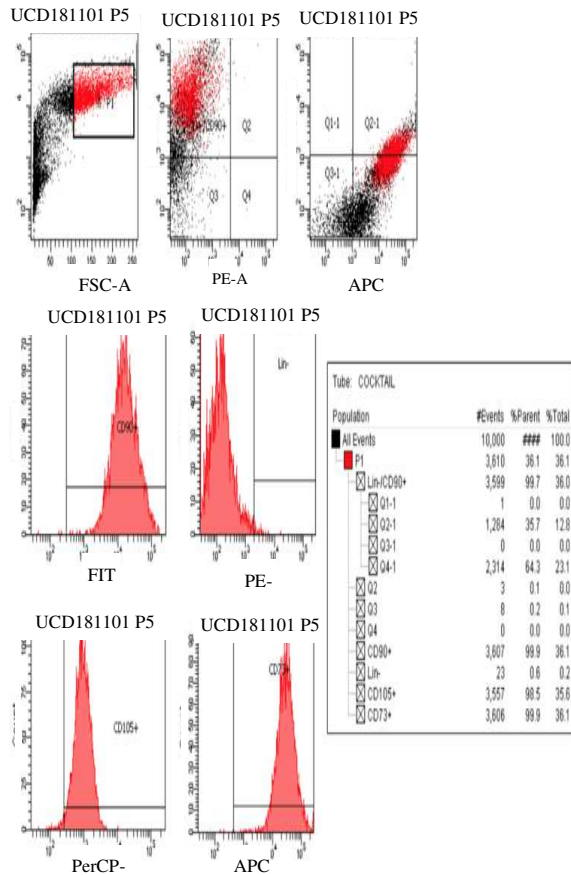 UCD181101 P5
UCD181101 P5
UCD181101 P5
P1
CD90+
Q2
Q3
Q4
Q1-1
Q2-1
Q3-1
FSC-A
PE-A
APC
UCD181101 P5
UCD181101 P5
CD90+
Lin-
FIT
PE-
UCD181101 P5
UCD181101 P5
CD105+
CD73+
PerCP-
APC
Tube: COCKTAIL
Population #Events %Parent %Total
All Events 10,000 #### 100.0
P1 3,610 36.1 36.1
Lin-/CD90+ 3,599 99.7 36.0
Q1-1 1 0.0 0.0
Q2-1 1,284 35.7 12.8
Q3-1 0 0.0 0.0
Q4-1 2,314 64.3 23.1
Q2 3 0.1 0.0
Q3 8 0.2 0.1
Q4 0 0.0 0.0
CD90+ 3,607 99.9 36.1
Lin- 23 0.6 0.2
CD105+ 3,557 98.5 35.6
CD73+ 3,606 99.9 36.1